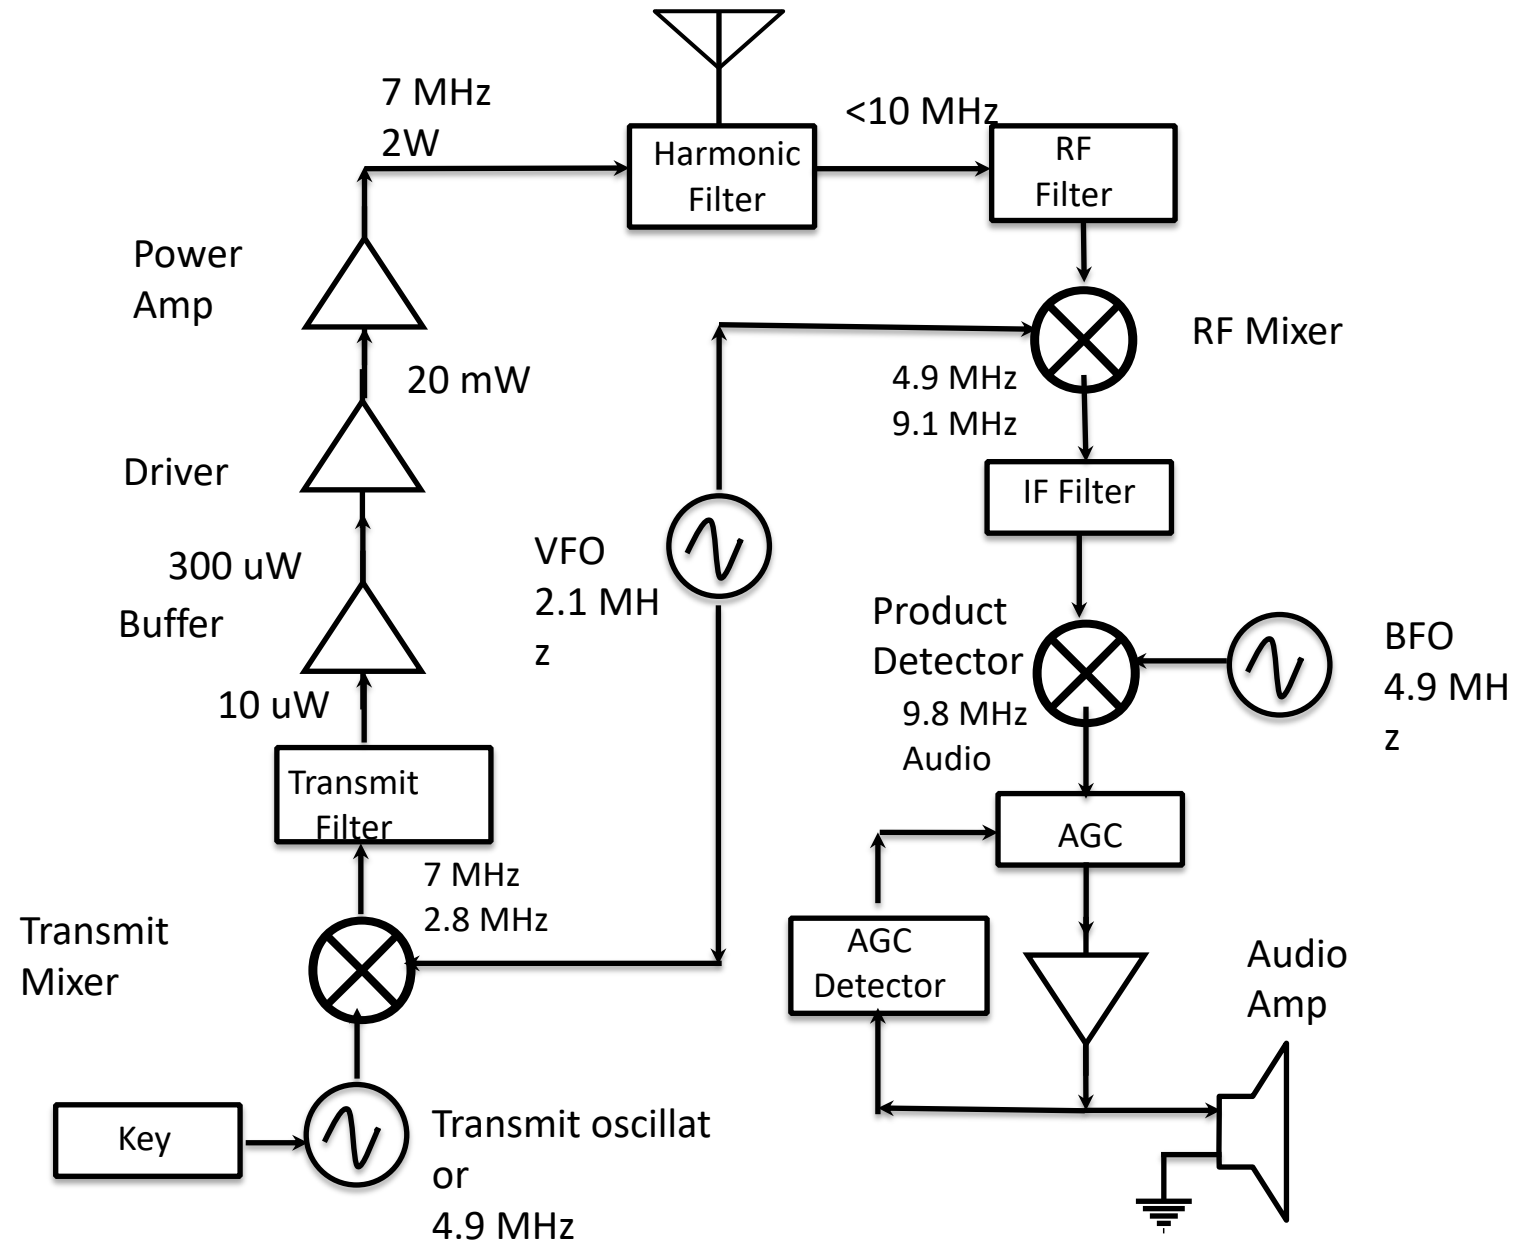 7 MHz
2W
<10 MHz
Harmonic
Filter
RF
Filter
Power
Amp
RF Mixer
20 mW
4.9 MHz
9.1 MHz
Driver
IF Filter
VFO
2.1 MH
z
300 uW
Buffer
Product
Detector
BFO
4.9 MH
z
10 uW
9.8 MHz
Audio
Transmit
Filter
AGC
7 MHz
2.8 MHz
Transmit
Mixer
AGC
Detector
Audio
Amp
Key
Transmit oscillat
or
4.9 MHz